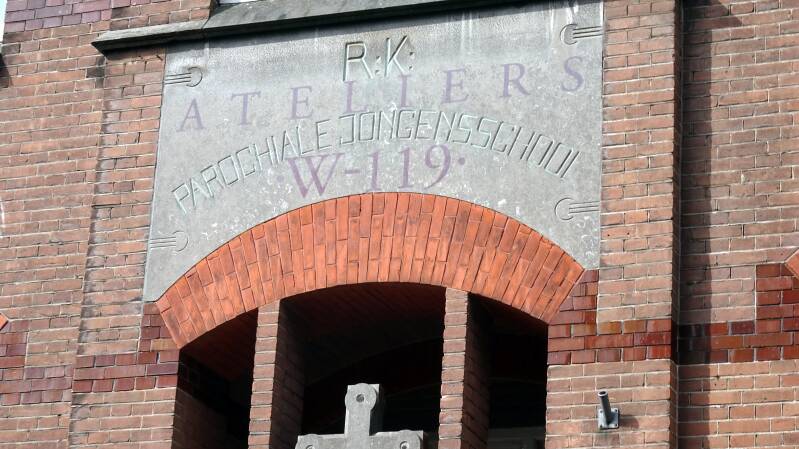 R.K.
ATELIERS
PAROCHIALE JONGENSSCHOOL
W-119.